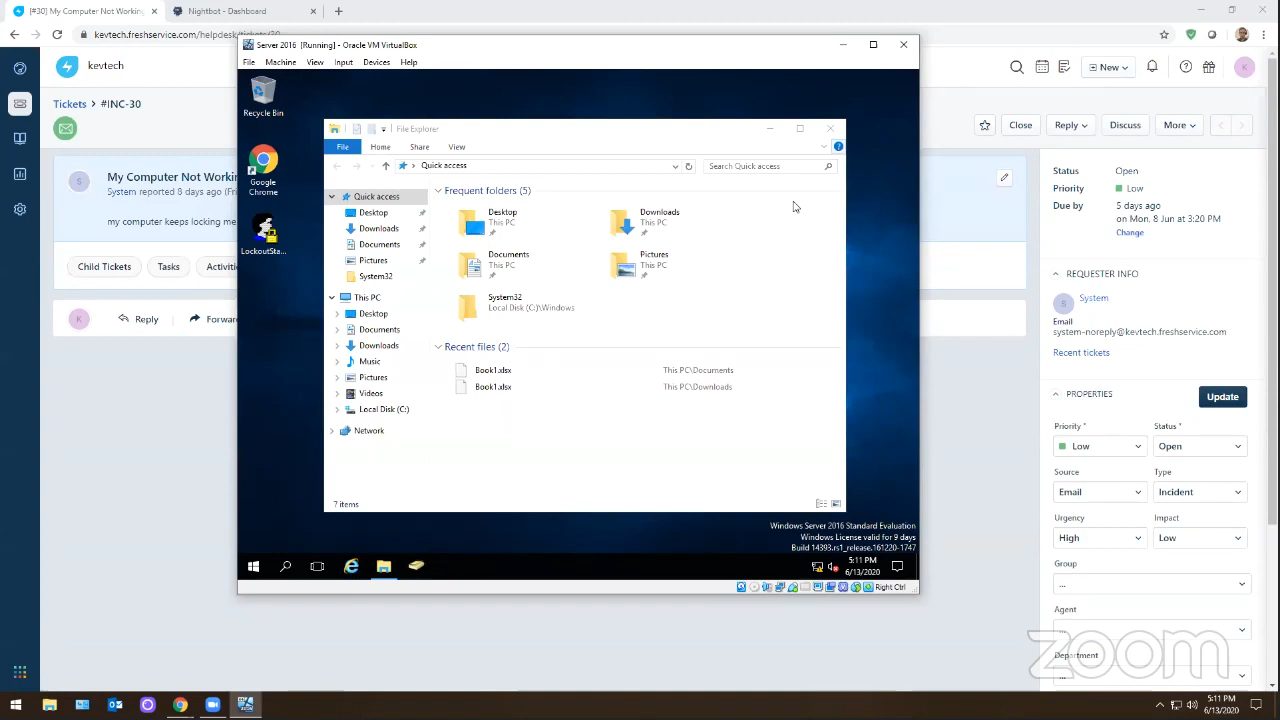 [#30] My Computer Not Working
Nightbot - Dashboard
kevtech.freshservice.com/helpdesk/tickets/30
kevtech
New
K
Tickets
#INC-30
Close
Reply
Discuss
More
S
My Computer Not Workin
System reported 8 days ago (Fri
my computer keeps locking me
Child Tickets
Tasks
Activiti
K
Reply
Forwar
Server 2016 [Running] - Oracle VM VirtualBox
File
Machine
View
Input
Devices
Help
Recycle Bin
Google
Chrome
LockoutSta...
File Explorer
File
Home
Share
View
Quick access
Search Quick access
Quick access
Desktop
Downloads
Documents
Pictures
System32
This PC
Desktop
Documents
Downloads
Music
Pictures
Videos
Local Disk (C:)
Network
Frequent folders (5)
Desktop
This PC
Downloads
This PC
Documents
This PC
Pictures
This PC
System32
Local Disk (C:)\Windows
Recent files (2)
Book1.xlsx
This PC\Documents
Book1.xlsx
This PC\Downloads
7 items
Windows Server 2016 Standard Evaluation
Windows License valid for 9 days
Build 14393.rs1_release.161220-1747
5:11 PM
6/13/2020
Right Ctrl
Status
Open
Priority
Low
Due by
5 days ago
on Mon, 8 Jun at 3:20 PM
Change
REQUESTER INFO
S
System
Email
system-noreply@kevtech.freshservice.com
Recent tickets
PROPERTIES
Update
Priority
Status
Low
Open
Source
Type
Email
Incident
Urgency
Impact
High
Low
Group
...
Agent
...
Department
...
zoom
5:11 PM
6/13/2020